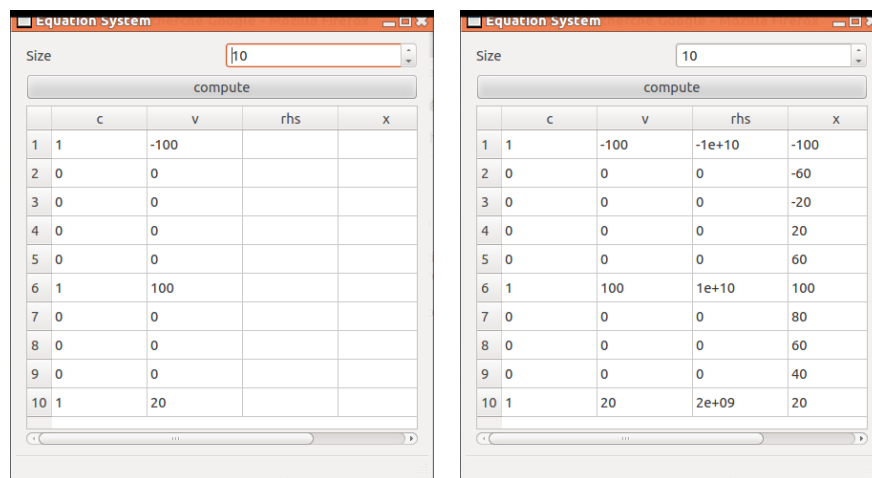 Equation System
Size 10
compute
c v rhs x
1 1 -100
2 0 0
3 0 0
4 0 0
5 0 0
6 1 100
7 0 0
8 0 0
9 0 0
10 1 20
Equation System
Size 10
compute
c v rhs x
1 1 -100 -1e+10 -100
2 0 0 0 -60
3 0 0 0 -20
4 0 0 0 20
5 0 0 0 60
6 1 100 1e+10 100
7 0 0 0 80
8 0 0 0 60
9 0 0 0 40
10 1 20 2e+09 20